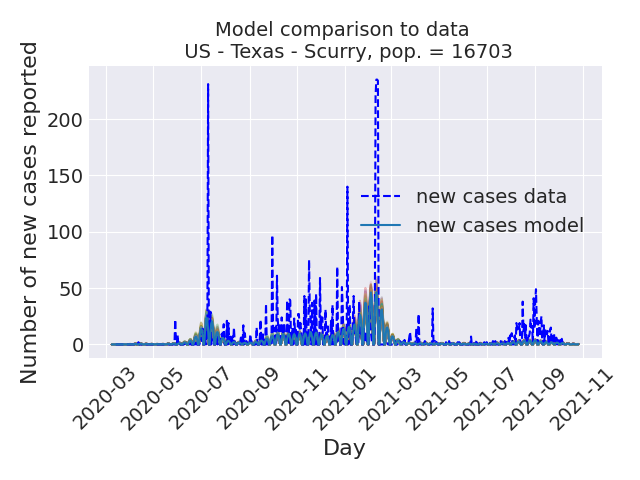 Model comparison to data
US - Texas - Scurry, pop. = 16703
Number of new cases reported
200
150
100
50
0
new cases data
new cases model
2020-03
2020-05
2020-07
2020-09
2020-11
2021-01
2021-03
2021-05
2021-07
2021-09
2021-11
Day